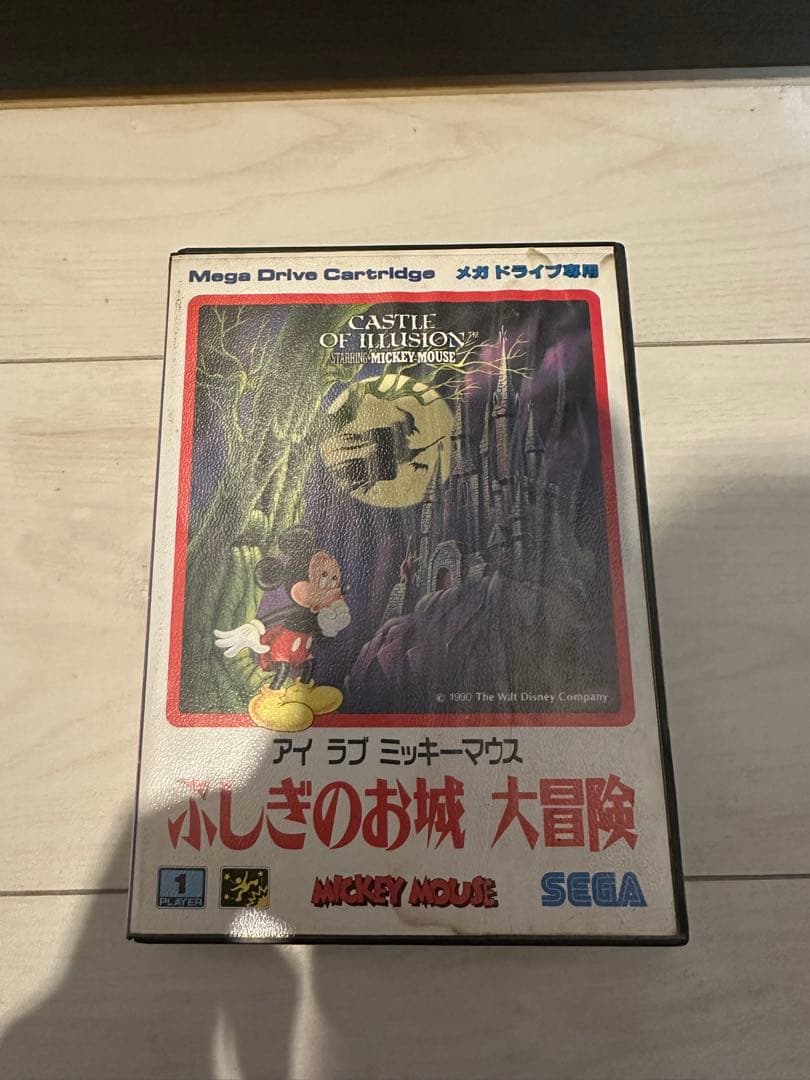 Mega Drive Cartridge メガドライブ専用
CASTLE
OF ILLUSION™
STARRING MICKEY MOUSE
© 1990 The Walt Disney Company
アイ ラブ ミッキーマウス
ふしぎのお城 大冒険
1
PLAYER
MICKEY MOUSE
SEGA